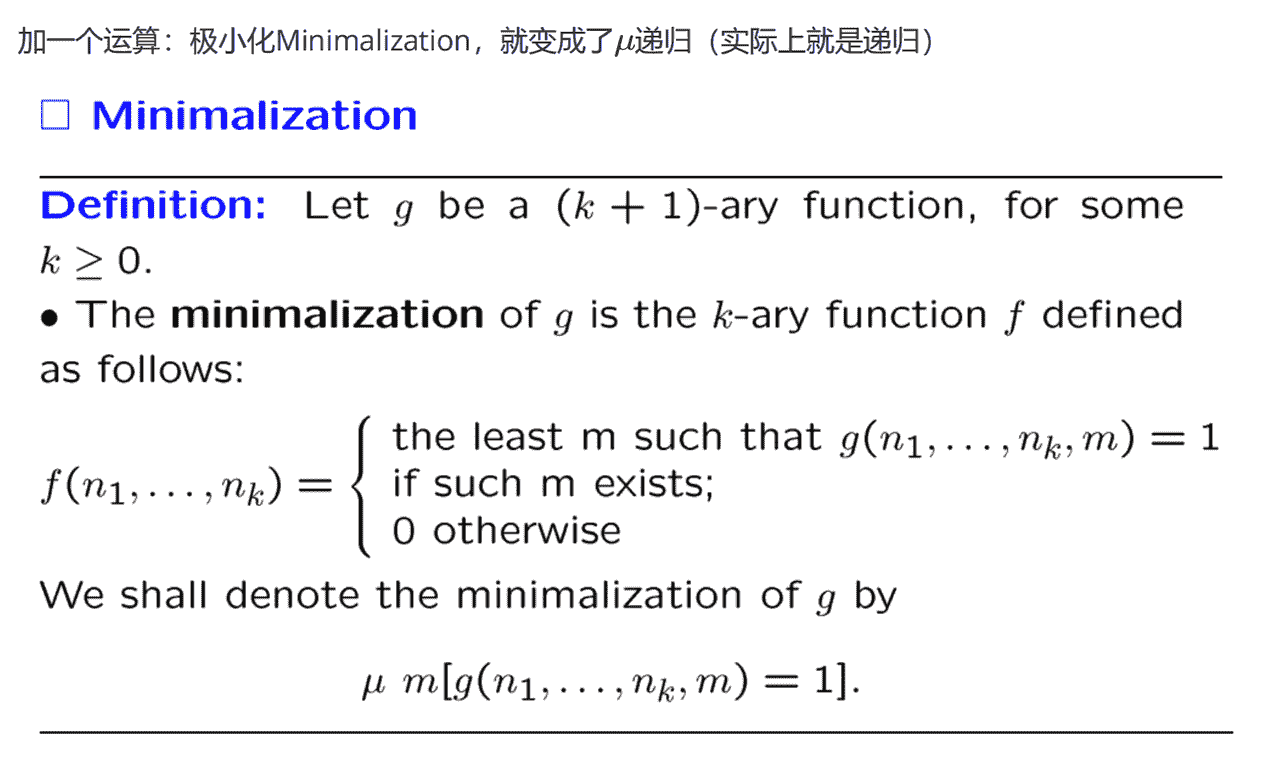 加一个运算：极小化Minimalization，就变成了μ递归（实际上就是递归）
□ Minimalization
Definition: Let g be a (k + 1)-ary function, for some
k ≥ 0.
• The minimalization of g is the k-ary function f defined
as follows:
the least m such that g(n₁, . . . , nₖ, m) = 1
f(n₁, . . . , nₖ) = { if such m exists;
0 otherwise
We shall denote the minimalization of g by
μ m[g(n₁, . . . , nₖ, m) = 1].